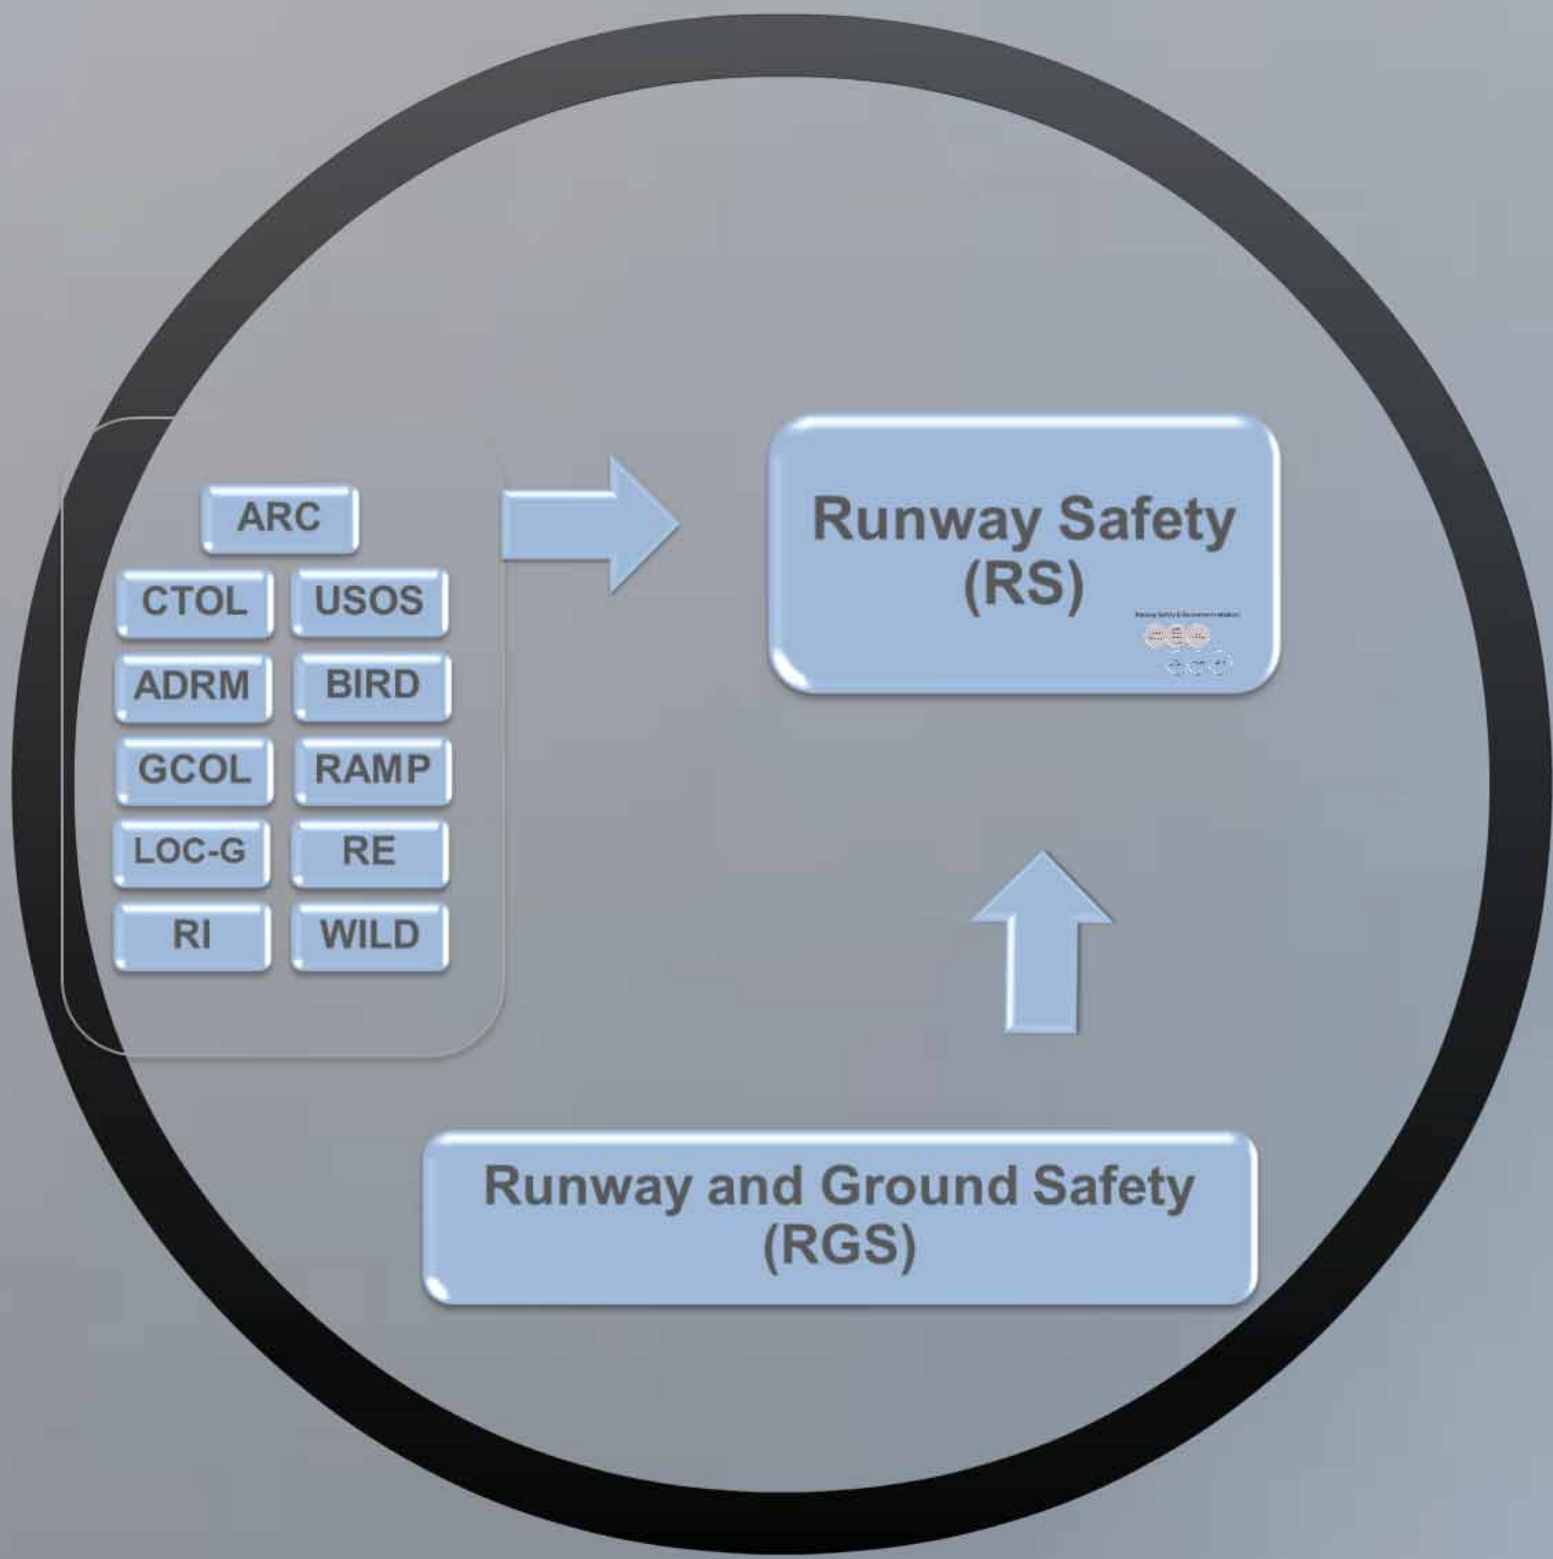 ARC
CTOL USOS
ADRM BIRD
GCOL RAMP
LOC-G RE
RI WILD
Runway Safety
(RS)
Runway and Ground Safety
(RGS)